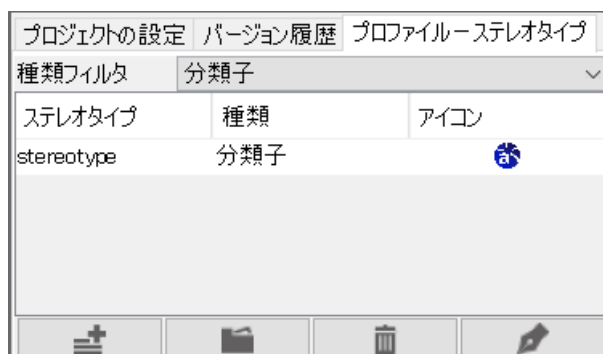 プロジェクトの設定 バージョン履歴 プロファイルーステレオタイプ
種類フィルタ 分類子
ステレオタイプ 種類 アイコン
stereotype 分類子